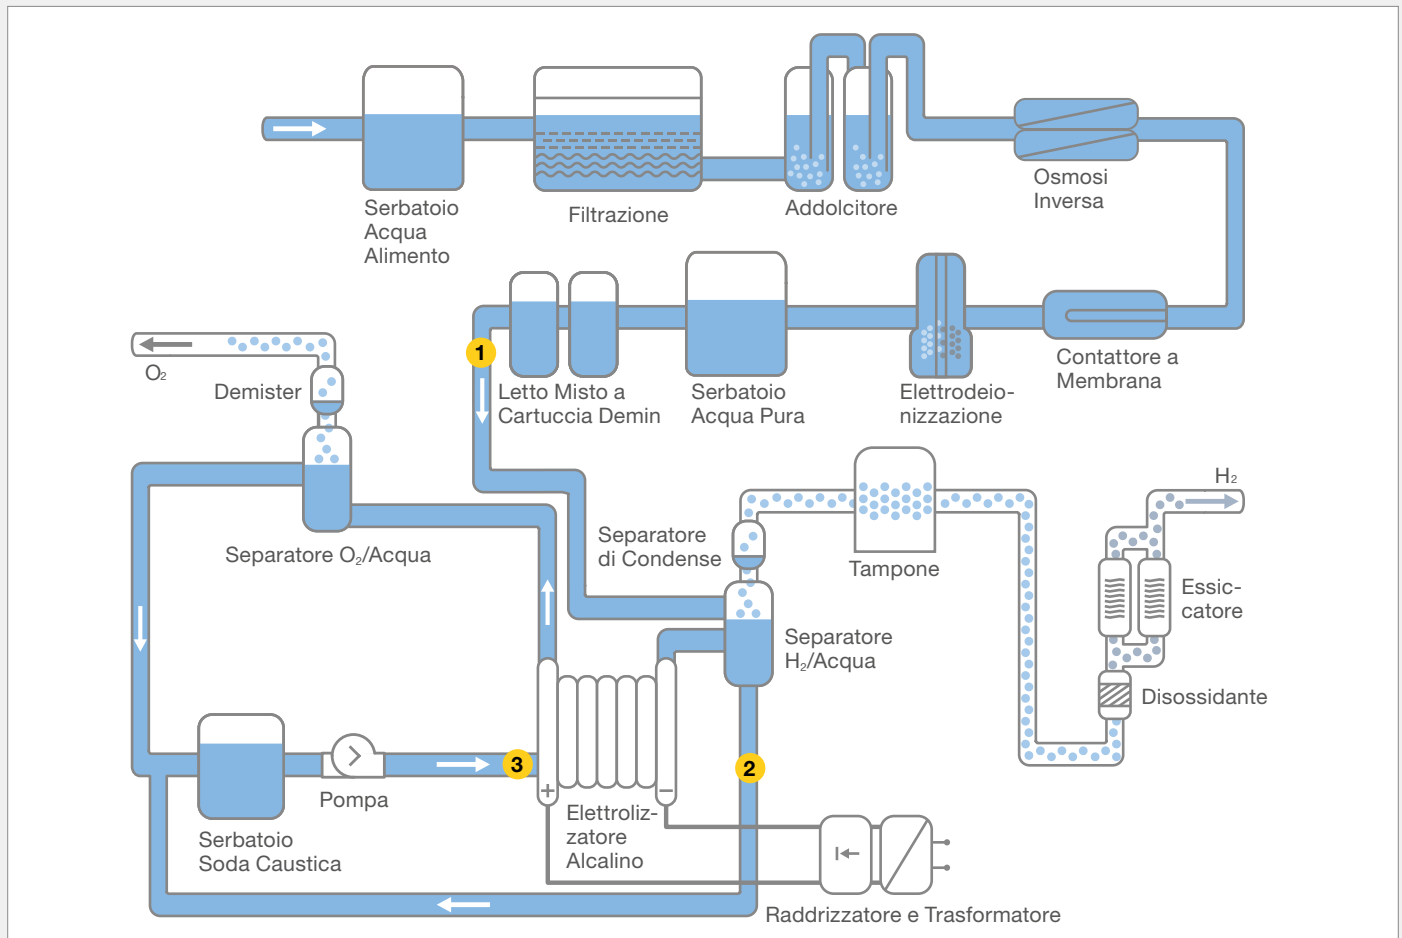 Serbatoio
Acqua
Alimento
Filtrazione
Addolcitore
Osmosi
Inversa
O₂
Demister
1
Letto Misto a
Cartuccia Demin
Serbatoio
Acqua Pura
Elettrodeio-
nizzazione
Contattore a
Membrana
H₂
Separatore O₂/Acqua
Separatore
di Condense
Tampone
Essic-
catore
Separatore
H₂/Acqua
Disossidante
3
2
+
−
Pompa
Serbatoio
Soda Caustica
Elettroliz-
zatore
Alcalino
Raddrizzatore e Trasformatore